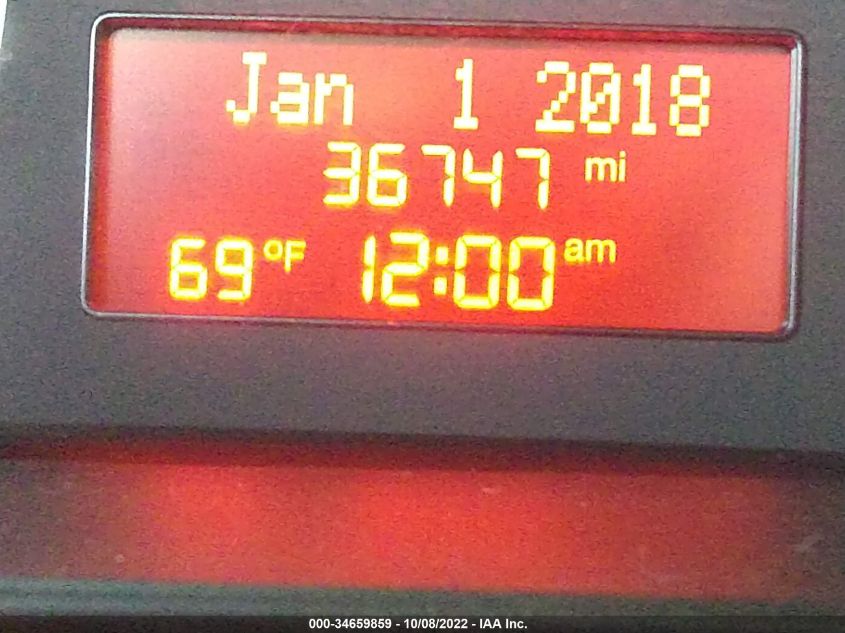 Jan 1 2018
36747 mi
69°F 12:00 am
000-34659859 - 10/08/2022 - IAA Inc.